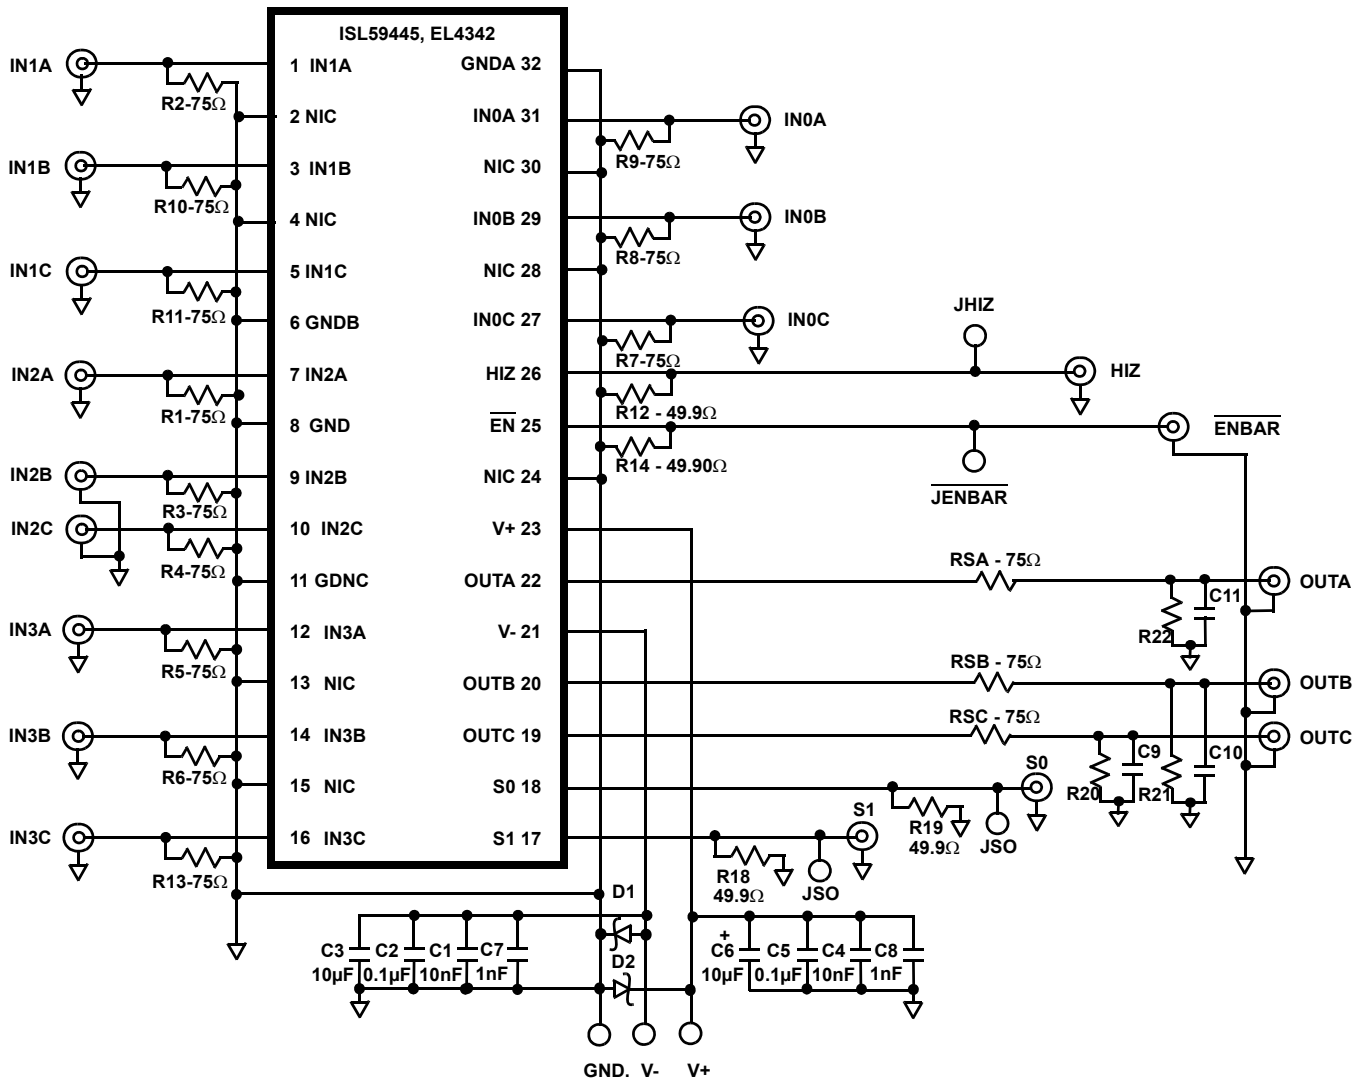 ISL59445, EL4342
IN1A
1 IN1A
GNDA 32
R2-75Ω
2 NIC
IN0A 31
IN0A
IN1B
3 IN1B
R9-75Ω
NIC 30
R10-75Ω
4 NIC
IN0B 29
IN0B
IN1C
5 IN1C
R8-75Ω
NIC 28
R11-75Ω
6 GNDB
IN0C 27
IN0C
JHIZ
R7-75Ω
IN2A
7 IN2A
HIZ 26
HIZ
R1-75Ω
R12 - 49.9Ω
8 GND
EN 25
ENBAR
R14 - 49.90Ω
IN2B
9 IN2B
NIC 24
JENBAR
R3-75Ω
IN2C
10 IN2C
V+ 23
R4-75Ω
RSA - 75Ω
11 GDNC
OUTA 22
OUTA
C11
R22
IN3A
12 IN3A
V- 21
R5-75Ω
RSB - 75Ω
13 NIC
OUTB 20
OUTB
RSC - 75Ω
IN3B
14 IN3B
OUTC 19
OUTC
C9
C10
R6-75Ω
S0
15 NIC
S0 18
R20
R21
S1
R19
49.9Ω
JSO
IN3C
16 IN3C
S1 17
R13-75Ω
R18
49.9Ω
JSO
D1
C3
10µF
C2
0.1µF
C1
10nF
C7
1nF
D2
+
C6
10µF
C5
0.1µF
C4
10nF
C8
1nF
GND, V- V+